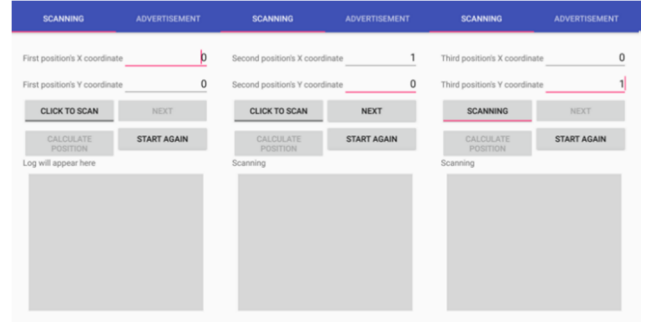 SCANNING ADVERTISEMENT
First position's X coordinate 0
First position's Y coordinate 0
CLICK TO SCAN NEXT
CALCULATE POSITION START AGAIN
Log will appear here
SCANNING ADVERTISEMENT
Second position's X coordinate 1
Second position's Y coordinate 0
CLICK TO SCAN NEXT
CALCULATE POSITION START AGAIN
Scanning
SCANNING ADVERTISEMENT
Third position's X coordinate 0
Third position's Y coordinate 1
SCANNING NEXT
CALCULATE POSITION START AGAIN
Scanning